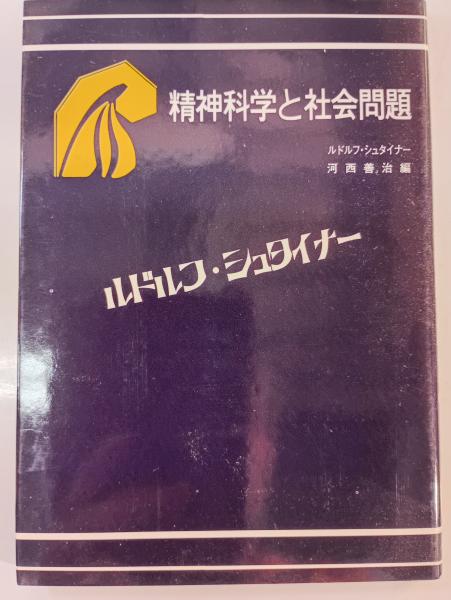 精神科学と社会問題
ルドルフ・シュタイナー
河西善治編
ルドルフ・シュタイナー